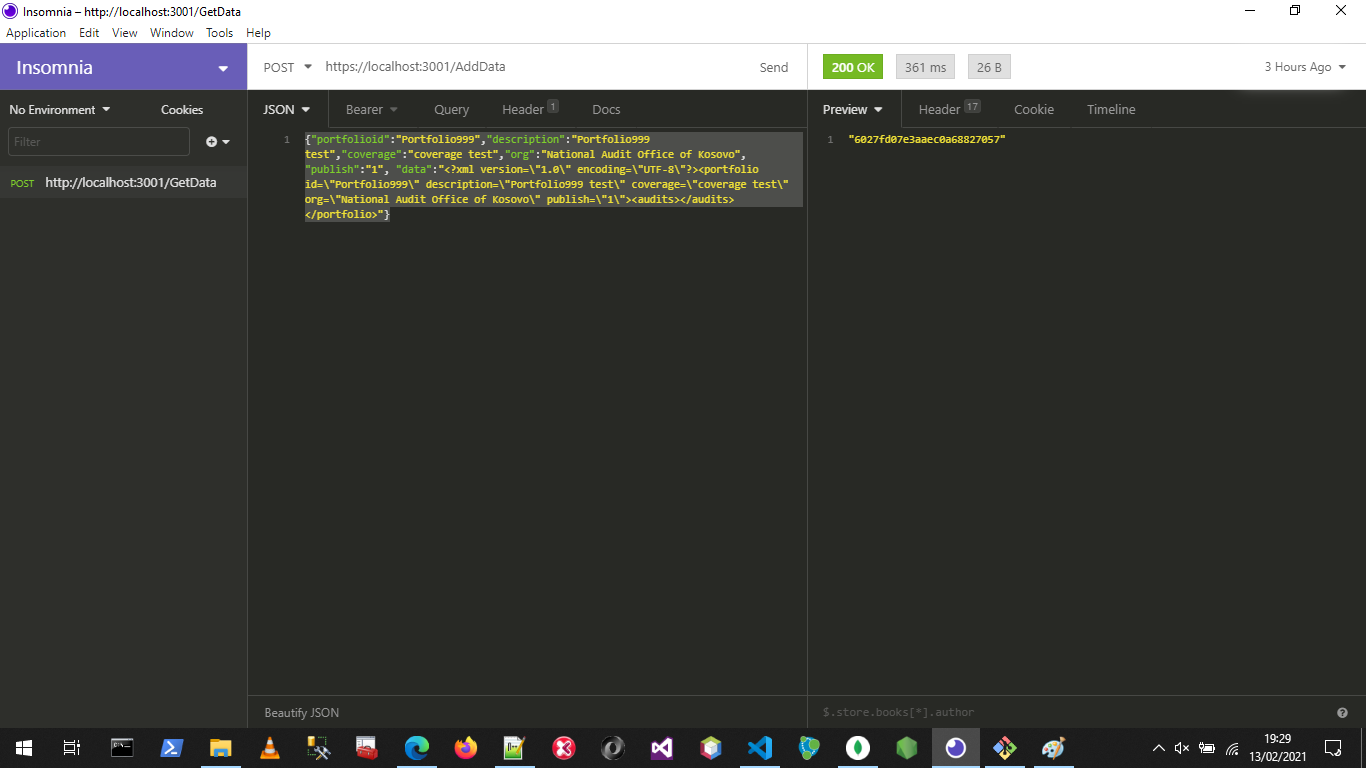 Insomnia – http://localhost:3001/GetData
Application Edit View Window Tools Help
Insomnia
POST https://localhost:3001/AddData Send
200 OK 361 ms 26 B 3 Hours Ago
No Environment Cookies
JSON Bearer Query Header 1 Docs
Preview Header 17 Cookie Timeline
Filter
POST http://localhost:3001/GetData
1 {"portfolioid":"Portfolio999","description":"Portfolio999
test","coverage":"coverage test","org":"National Audit Office of Kosovo",
"publish":"1", "data":"<?xml version=\"1.0\" encoding=\"UTF-8\"?><portfolio
id=\"Portfolio999\" description=\"Portfolio999 test\" coverage=\"coverage test\"
org=\"National Audit Office of Kosovo\" publish=\"1\"><audits></audits>
</portfolio>"}
1 "6027fd07e3aaec0a68827057"
Beautify JSON
$.store.books[*].author
19:29
13/02/2021